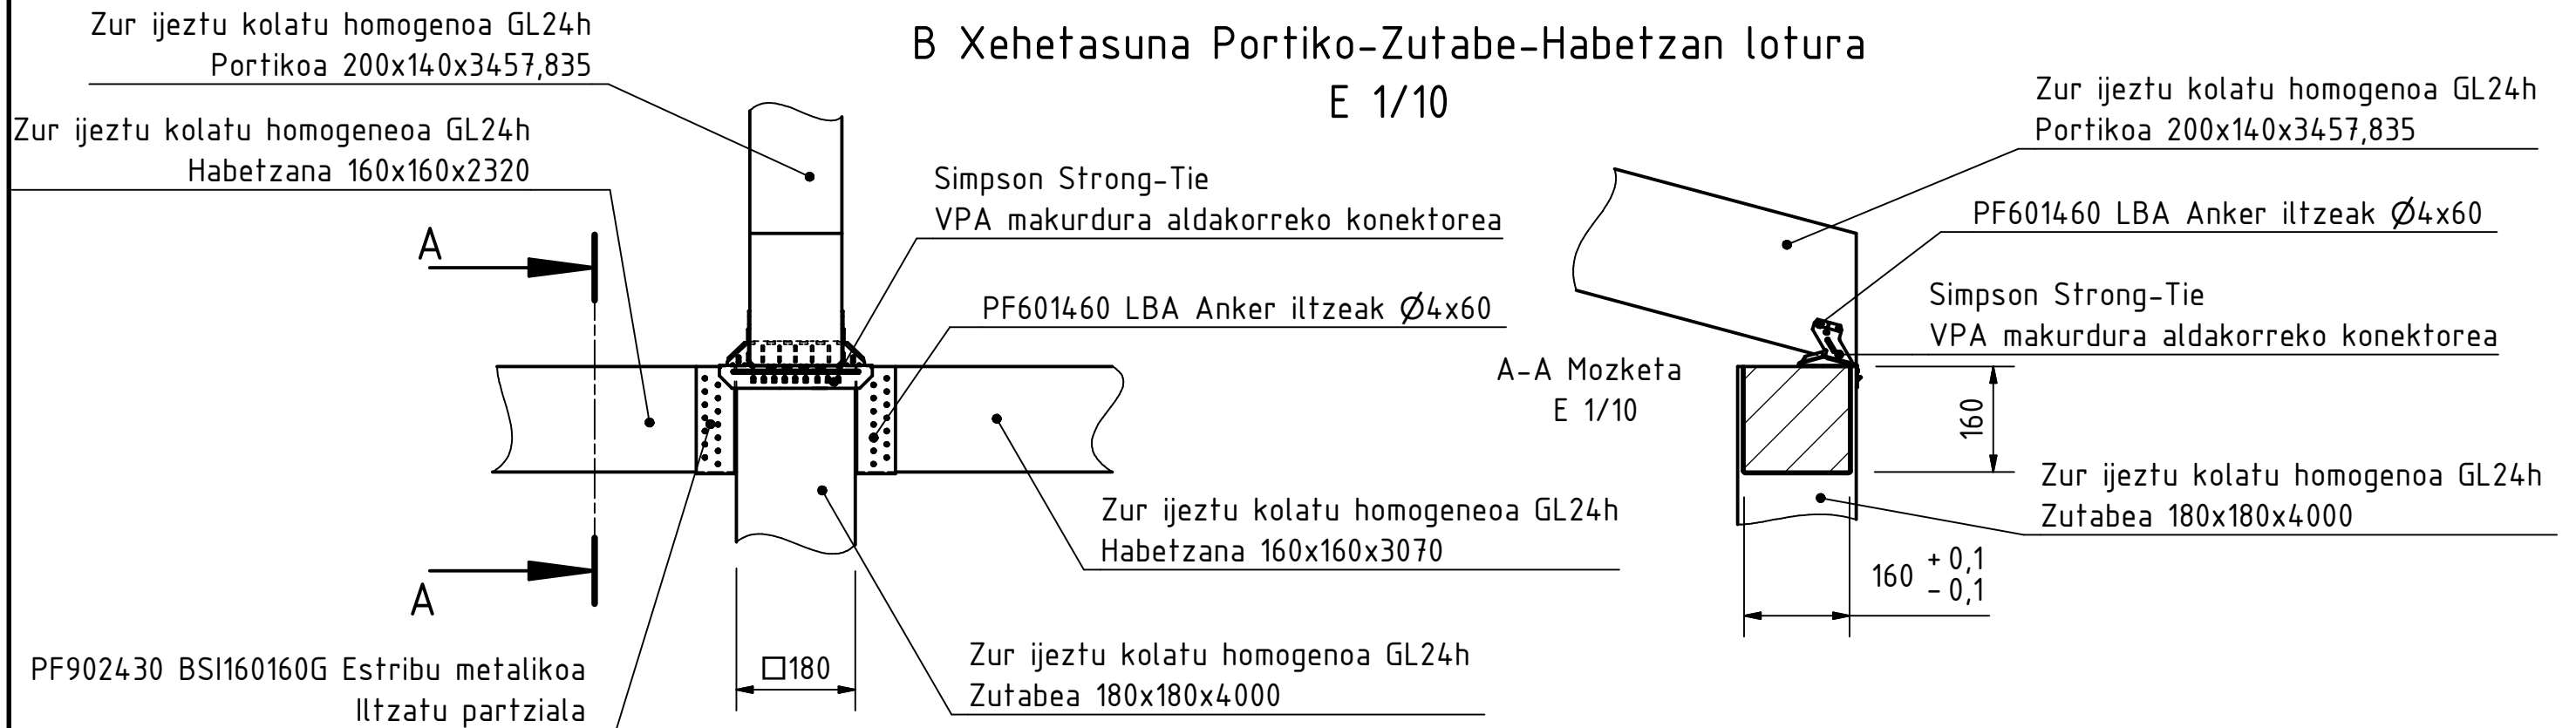 Zur ijeztu kolatu homogenoa GL24h
Portikoa 200x140x3457,835
Zur ijeztu kolatu homogeneoa GL24h
Habetzana 160x160x2320
B Xehetasuna Portiko-Zutabe-Habetzan lotura
E 1/10
Simpson Strong-Tie
VPA makurdura aldakorreko konektorea
PF601460 LBA Anker iltzeak Ø4x60
A
A
Zur ijeztu kolatu homogeneoa GL24h
Habetzana 160x160x3070
PF902430 BSI160160G Estribu metalikoa
Iltzatu partziala
□180
Zur ijeztu kolatu homogenoa GL24h
Zutabea 180x180x4000
Zur ijeztu kolatu homogenoa GL24h
Portikoa 200x140x3457,835
PF601460 LBA Anker iltzeak Ø4x60
Simpson Strong-Tie
VPA makurdura aldakorreko konektorea
A-A Mozketa
E 1/10
160
Zur ijeztu kolatu homogenoa GL24h
Zutabea 180x180x4000
160 + 0,1
- 0,1